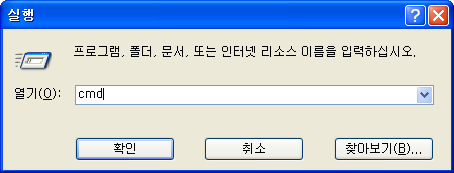 실행
프로그램, 폴더, 문서, 또는 인터넷 리소스 이름을 입력하십시오.
열기(O): cmd
확인 취소 찾아보기(B)...